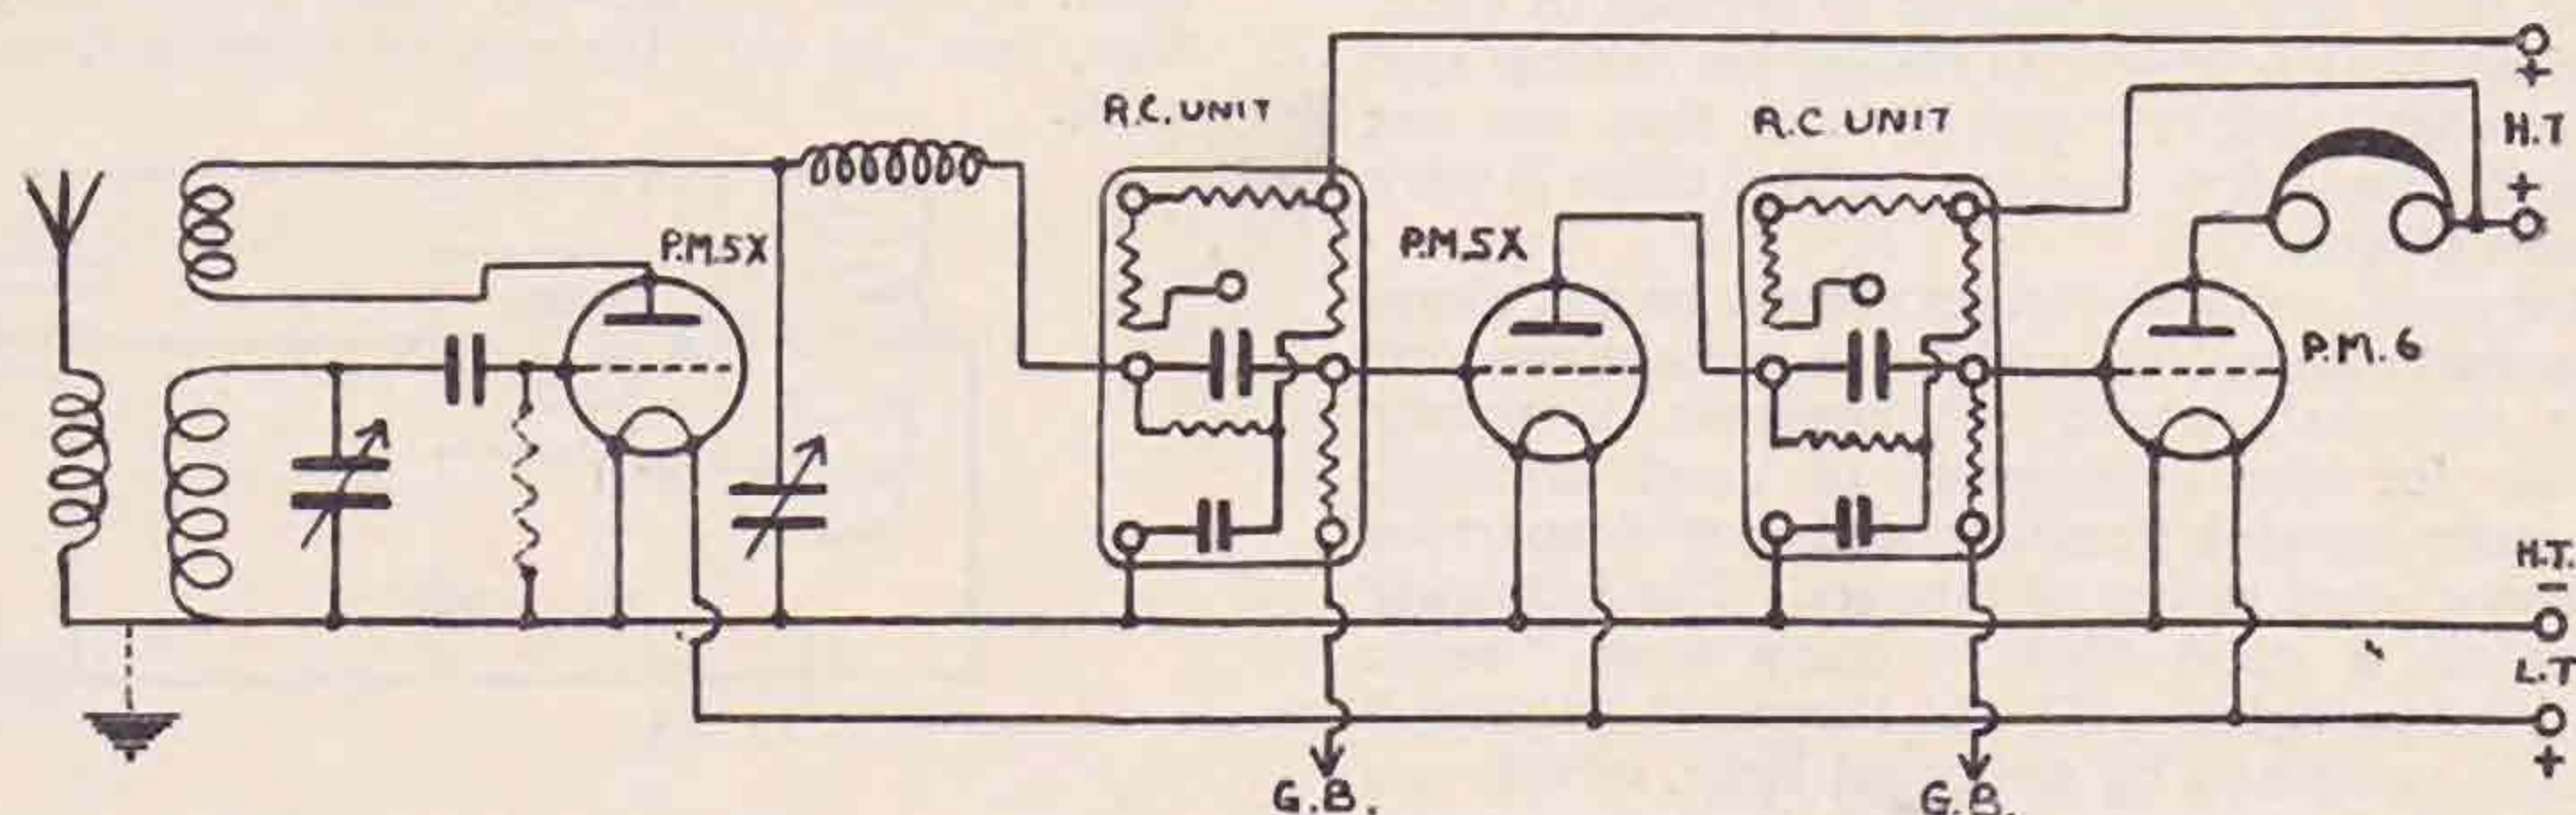 R.C. UNIT
R.C UNIT
+
H.T
+
P.M.5X
P.M.5X
P.M.6
H.T.
-
L.T
+
G.B.
G.B.